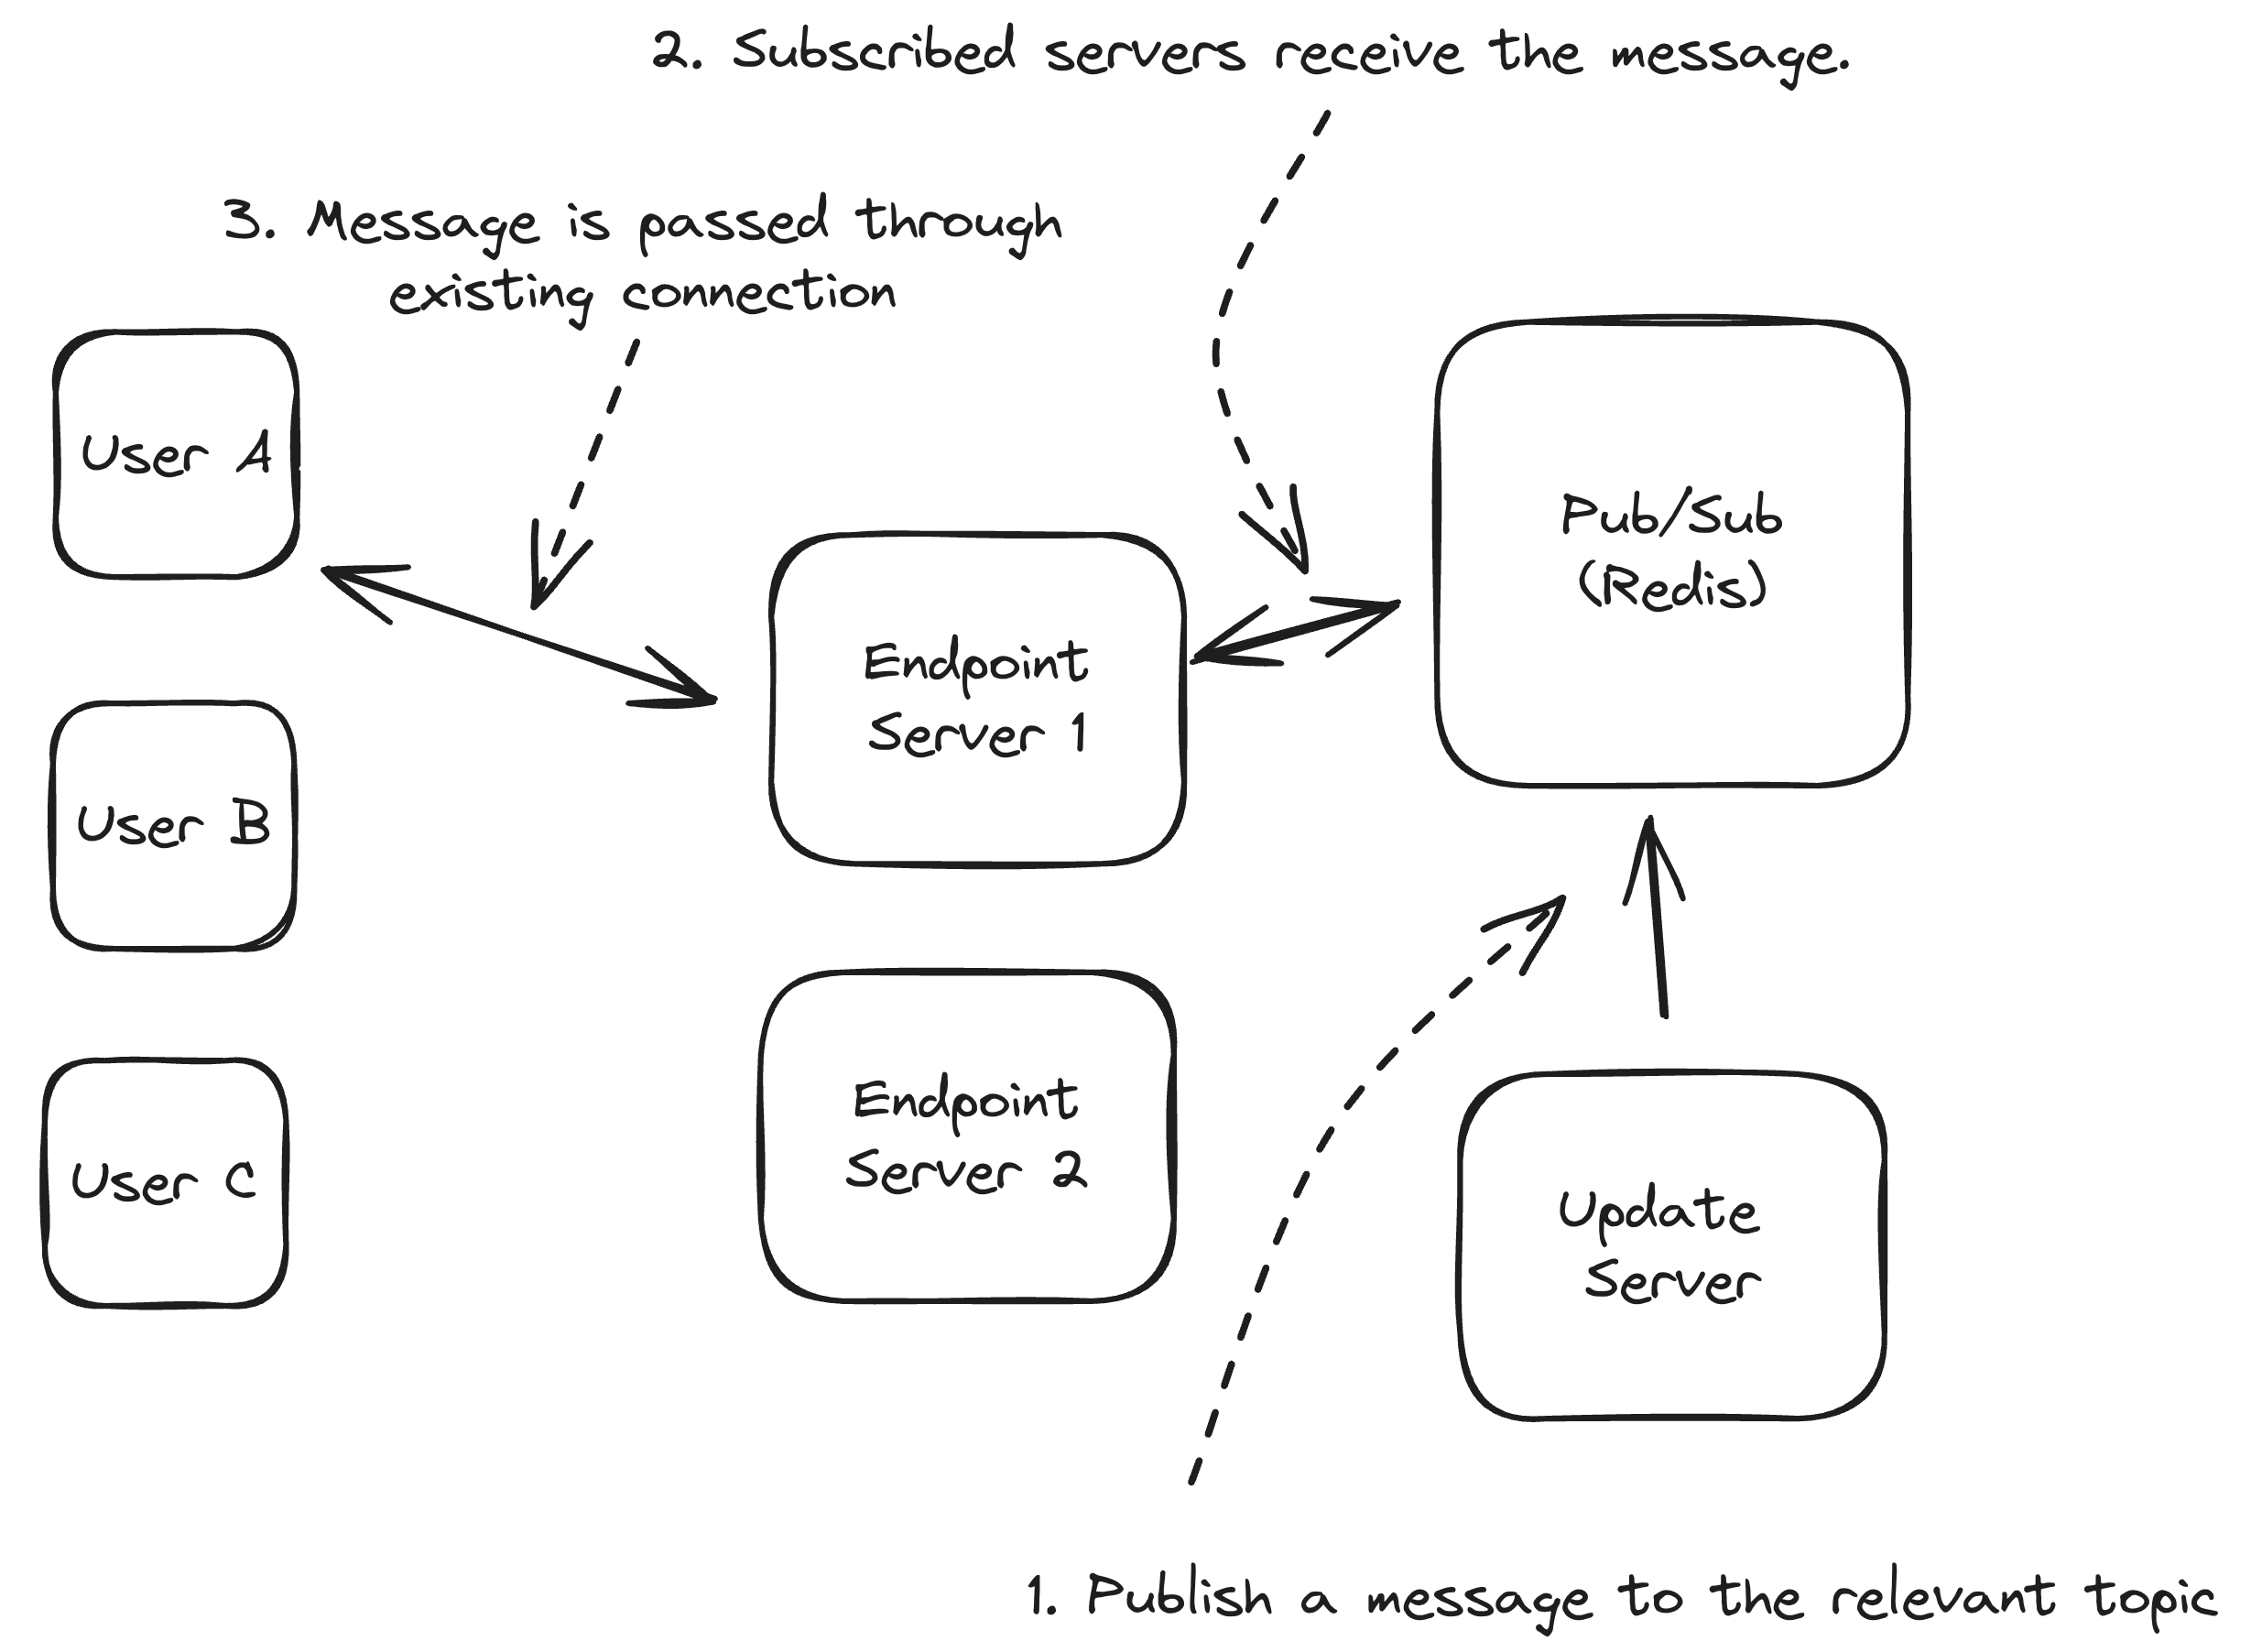 2. Subscribed servers receive the message.
3. Message is passed through
existing connection
User A
Pub/Sub
(Redis)
Endpoint
Server 1
User B
Endpoint
Server 2
User C
Update
Server
1. Publish a message to the relevant topic